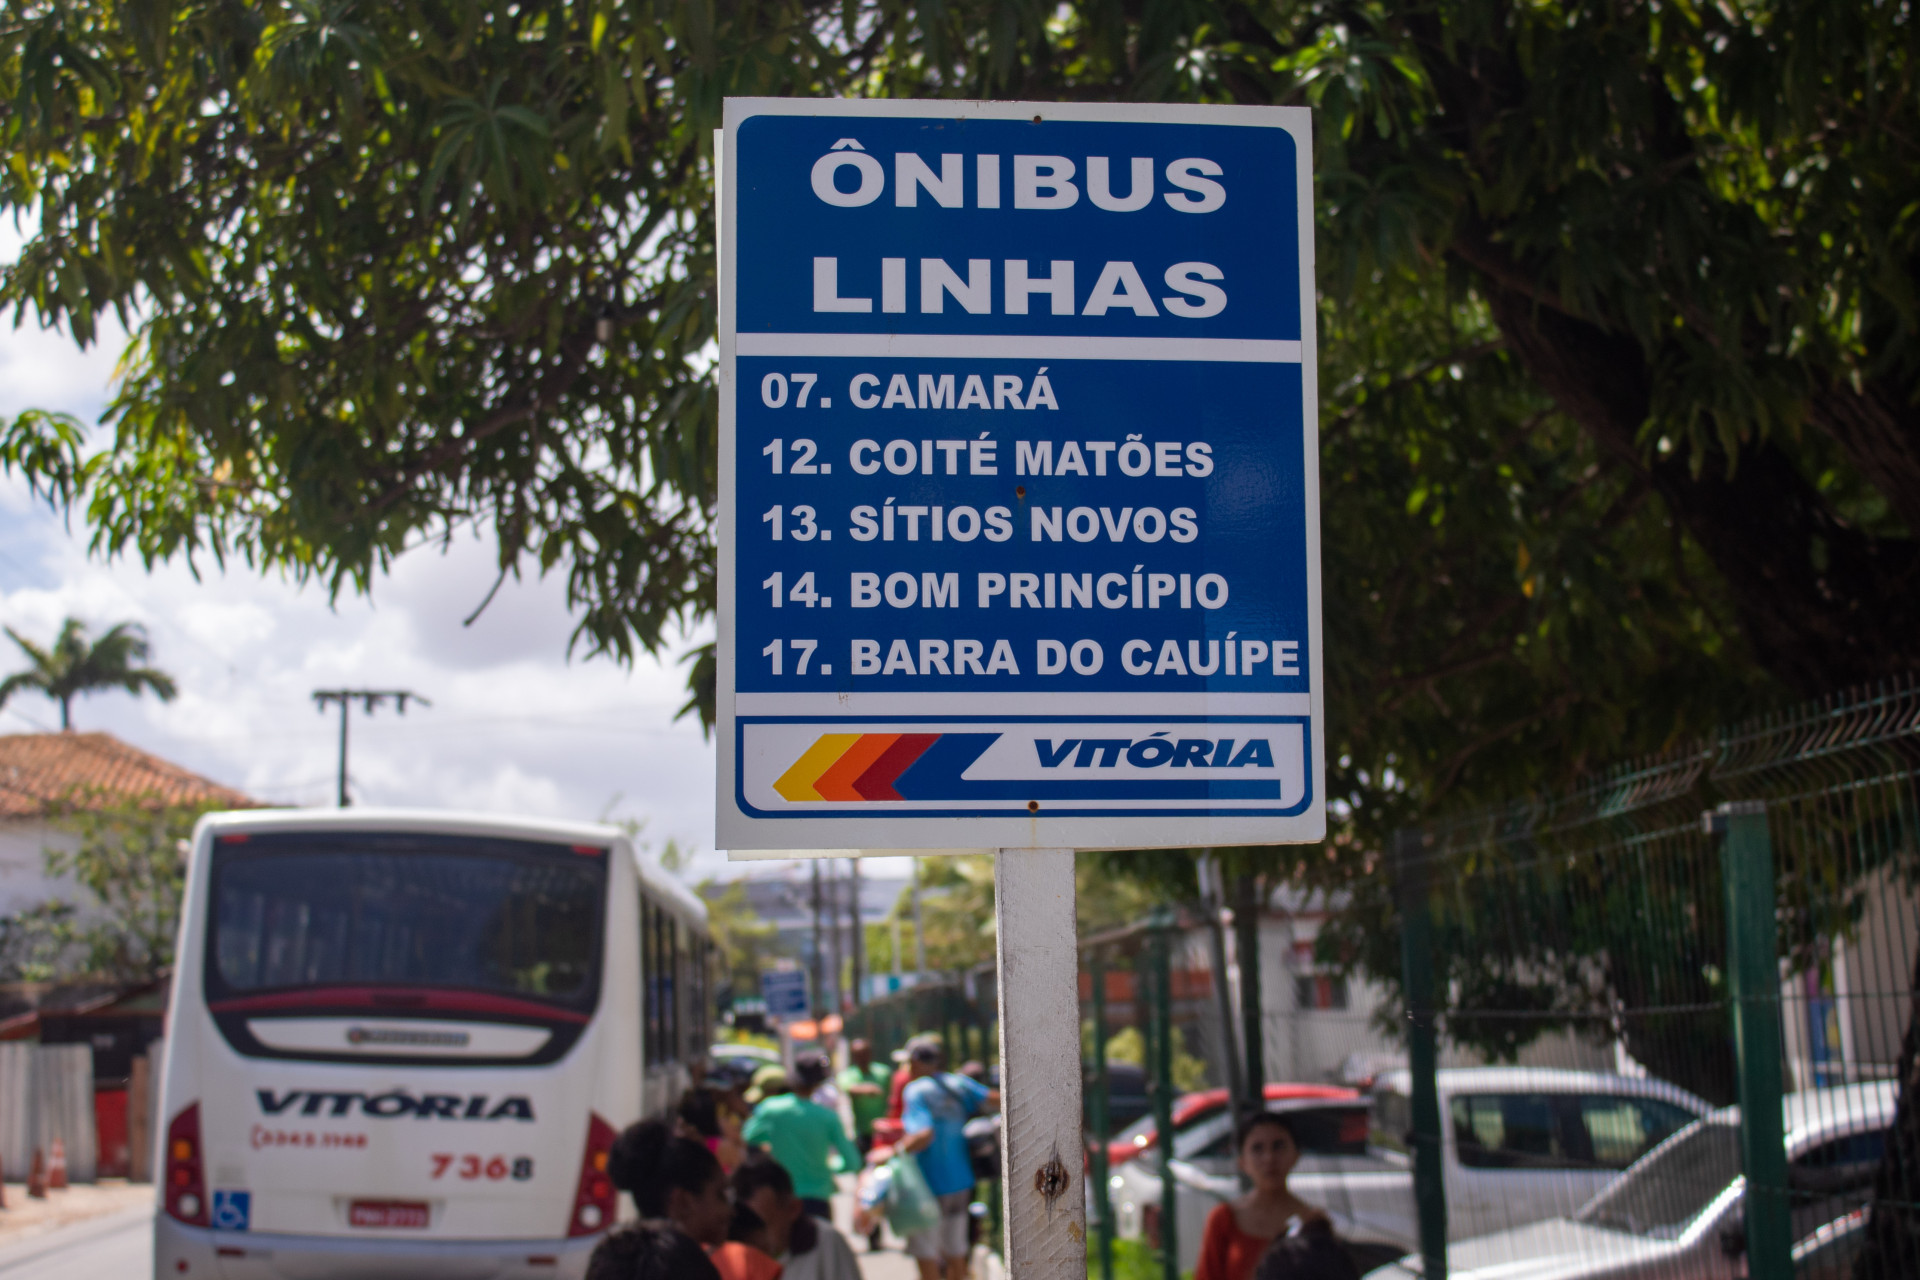 ÔNIBUS
LINHAS
07. CAMARÁ
12. COITÉ MATÕES
13. SÍTIOS NOVOS
14. BOM PRINCÍPIO
17. BARRA DO CAUÍPE
VITÓRIA
VITÓRIA
7368